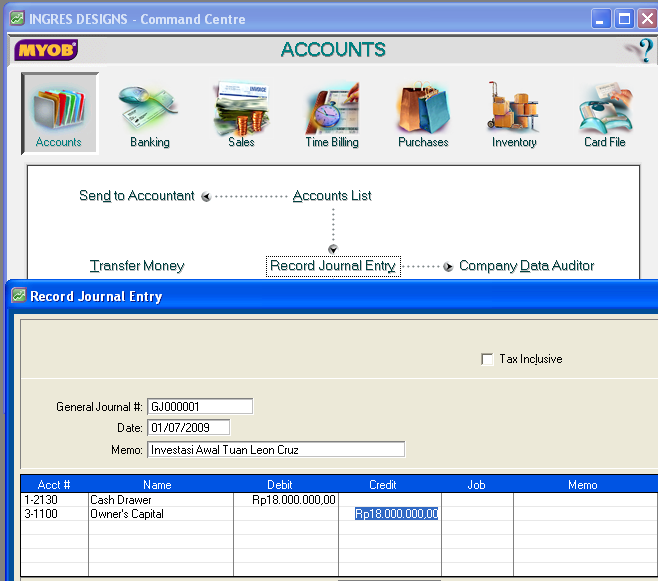 INGRES DESIGNS - Command Centre
MYOB ACCOUNTS
Accounts Banking Sales Time Billing Purchases Inventory Card File
Send to Accountant Accounts List
Transfer Money Record Journal Entry Company Data Auditor
Record Journal Entry
Tax Inclusive
General Journal #: GJ000001
Date: 01/07/2009
Memo: Investasi Awal Tuan Leon Cruz
Acct # Name Debit Credit Job Memo
1-2130 Cash Drawer Rp18.000.000,00
3-1100 Owner's Capital Rp18.000.000,00